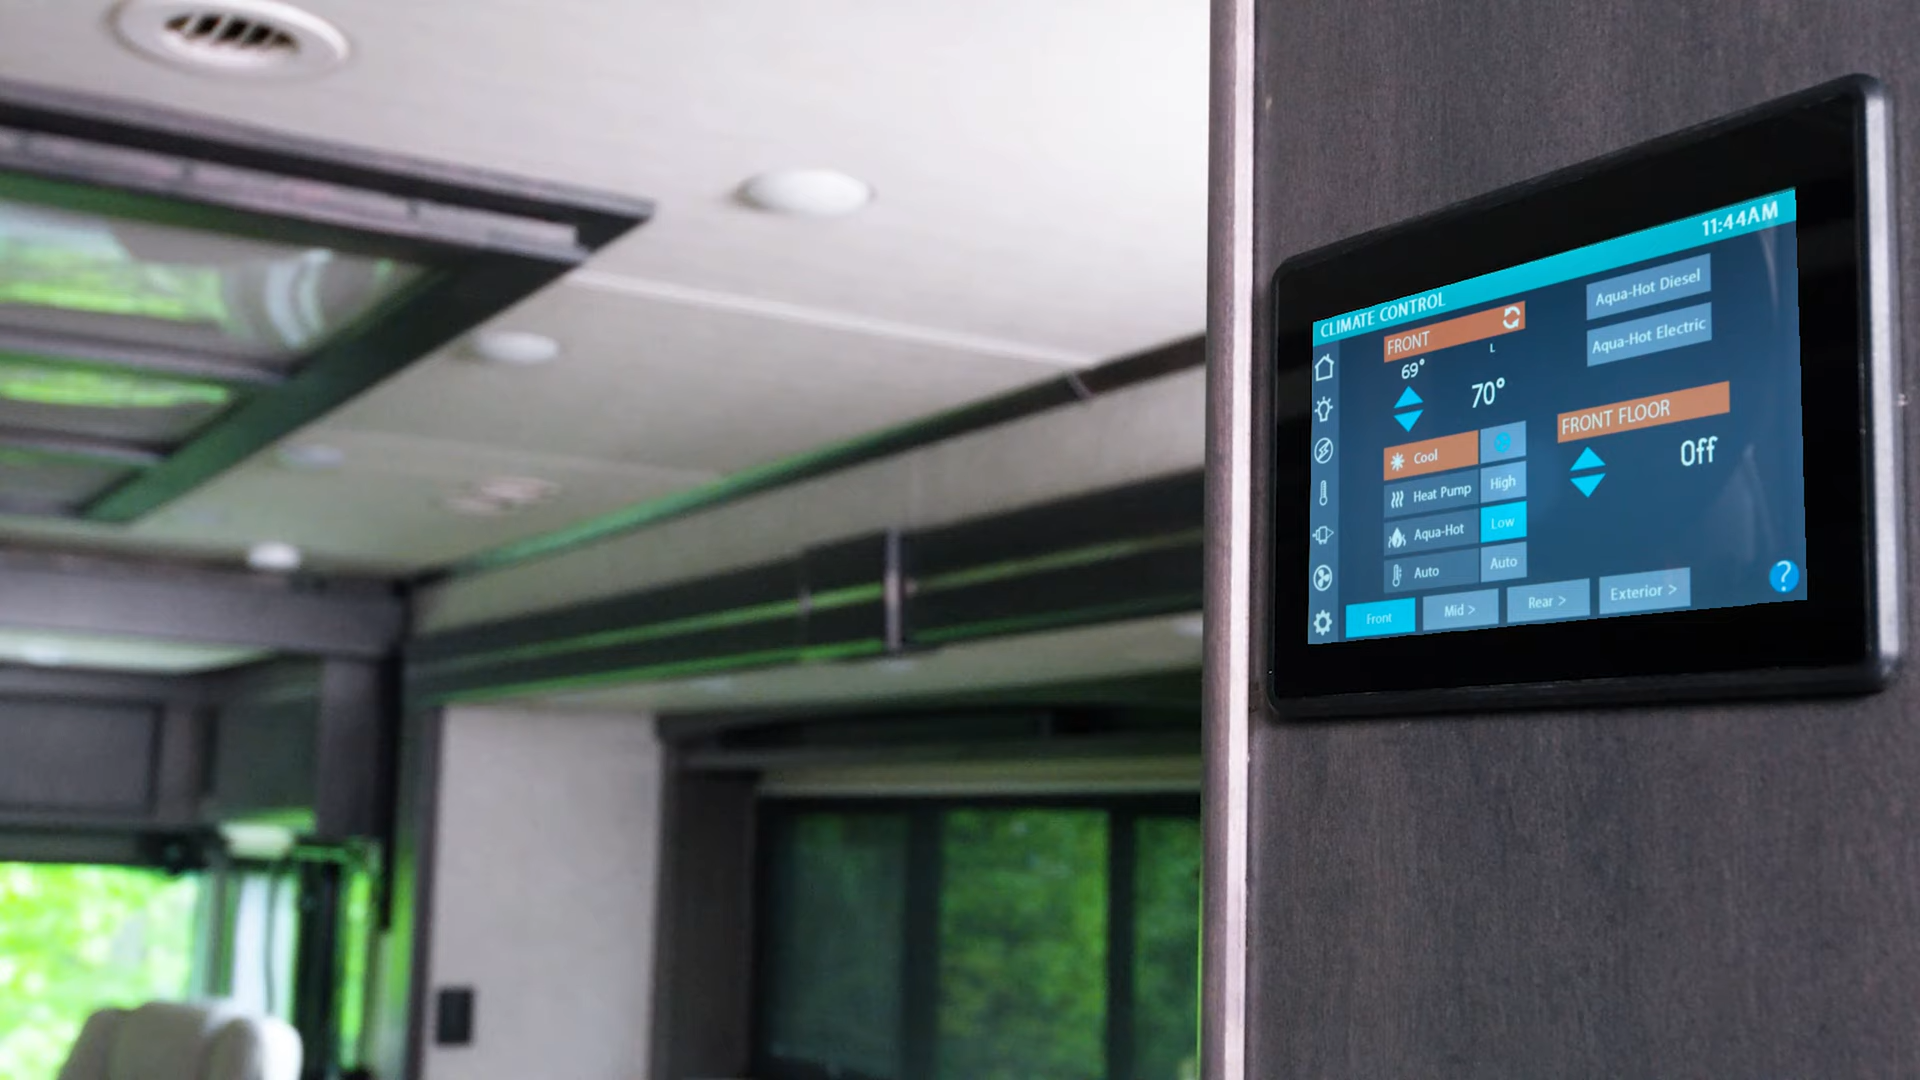 CLIMATE CONTROL 11:44AM
FRONT
L
69°
70°
Cool
Heat Pump
High
Aqua-Hot
Low
Auto
Auto
Aqua-Hot Diesel
Aqua-Hot Electric
FRONT FLOOR
Off
?
Front
Mid >
Rear >
Exterior >